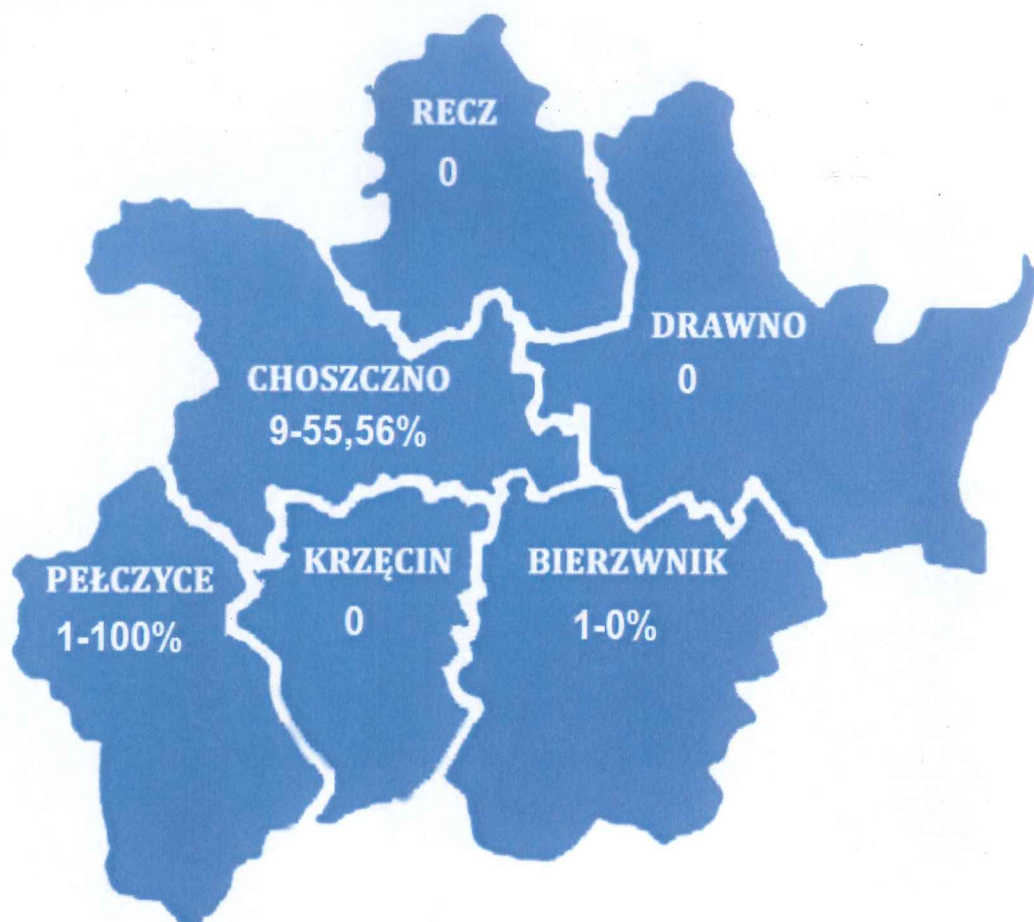 RECZ
0
DRAWNO
0
CHOSZCZNO
9-55,56%
PEŁCZYCE
1-100%
KRZĘCIN
0
BIERZWNIK
1-0%